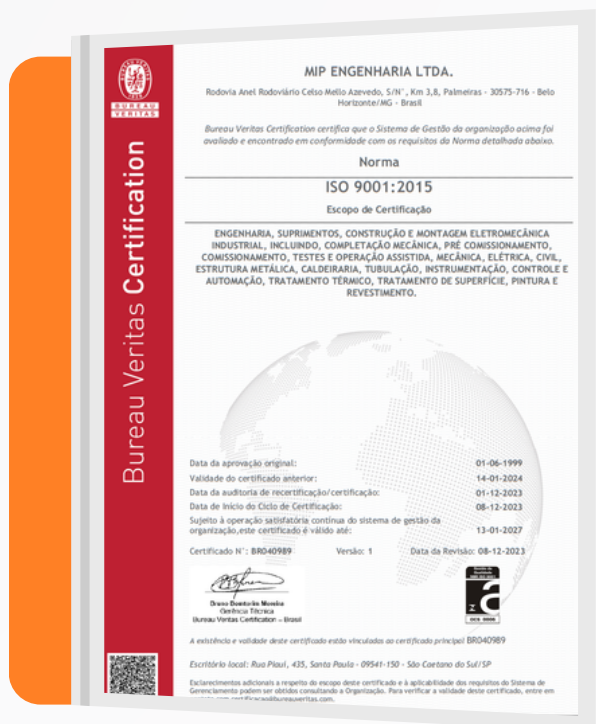 MIP ENGENHARIA LTDA.
Rodovia Anel Rodoviário Celso Mello Azevedo, S/N°, Km 3,8, Palmeiras - 30575-716 - Belo
Horizonte/MG - Brasil
Bureau Veritas Certification certifica que o Sistema de Gestão da organização acima foi
avaliado e encontrado em conformidade com os requisitos da Norma detalhada abaixo.
Norma
ISO 9001:2015
Escopo de Certificação
ENGENHARIA, SUPRIMENTOS, CONSTRUÇÃO E MONTAGEM ELETROMECÂNICA
INDUSTRIAL, INCLUINDO, COMPLETAÇÃO MECÂNICA, PRÉ COMISSIONAMENTO,
COMISSIONAMENTO, TESTES E OPERAÇÃO ASSISTIDA, MECÂNICA, ELÉTRICA, CIVIL,
ESTRUTURA METÁLICA, CALDEIRARIA, TUBULAÇÃO, INSTRUMENTAÇÃO, CONTROLE E
AUTOMAÇÃO, TRATAMENTO TÉRMICO, TRATAMENTO DE SUPERFÍCIE, PINTURA E
REVESTIMENTO.
Data da aprovação original: 01-06-1999
Validade do certificado anterior: 14-01-2024
Data da auditoria de recertificação/certificação: 01-12-2023
Data de Início do Ciclo de Certificação: 08-12-2023
Sujeito à operação satisfatória contínua do sistema de gestão da
organização,este certificado é válido até: 13-01-2027
Certificado N°: BR040989 Versão: 1 Data da Revisão: 08-12-2023
Gerência Técnica
Bureau Veritas Certification – Brasil
A existência e validade deste certificado estão vinculadas ao certificado principal BR040989
Escritório local: Rua Piauí, 435, Santa Paula - 09541-150 - São Caetano do Sul/SP
Esclarecimentos adicionais a respeito do escopo deste certificado e à aplicabilidade dos requisitos do Sistema de
Gerenciamento podem ser obtidos consultando a Organização. Para verificar a validade deste certificado, entre em
BUREAU
VERITAS
Bureau Veritas Certification